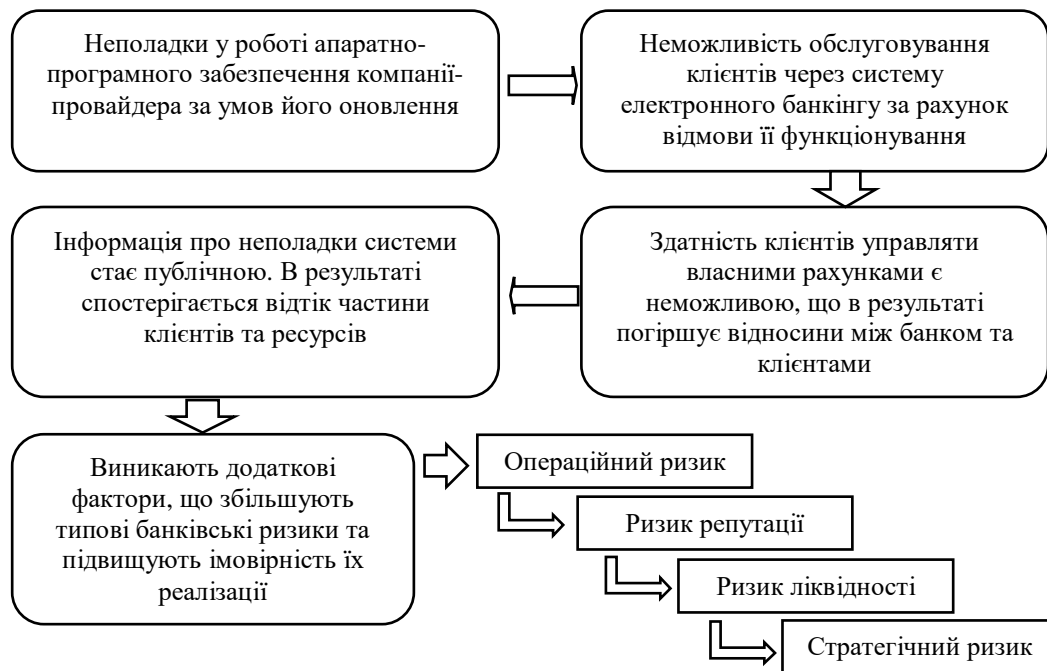 Неполадки у роботі апаратно-
програмного забезпечення компанії-
провайдера за умов його оновлення
Неможливість обслуговування
клієнтів через систему
електронного банкінгу за рахунок
відмови її функціонування
Здатність клієнтів управляти
власними рахунками є
неможливою, що в результаті
погіршує відносини між банком та
клієнтами
Інформація про неполадки системи
стає публічною. В результаті
спостерігається відтік частини
клієнтів та ресурсів
Виникають додаткові
фактори, що збільшують
типові банківські ризики та
підвищують імовірність їх
реалізації
Операційний ризик
Ризик репутації
Ризик ліквідності
Стратегічний ризик